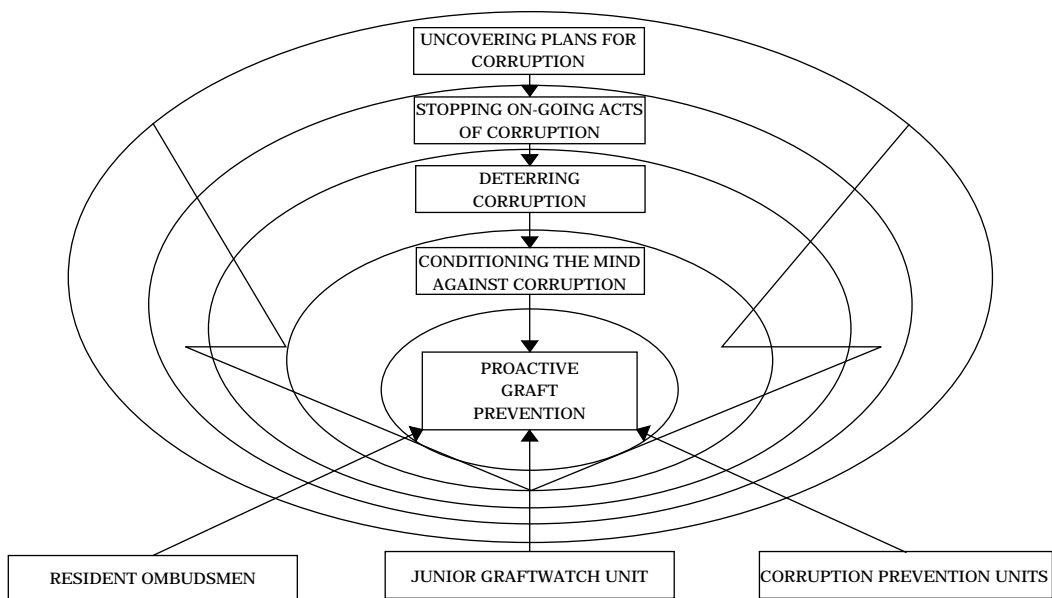 UNCOVERING PLANS FOR
CORRUPTION
STOPPING ON-GOING ACTS
OF CORRUPTION
DETERRING
CORRUPTION
CONDITIONING THE MIND
AGAINST CORRUPTION
PROACTIVE
GRAFT
PREVENTION
RESIDENT OMBUDSMEN
JUNIOR GRAFTWATCH UNIT
CORRUPTION PREVENTION UNITS